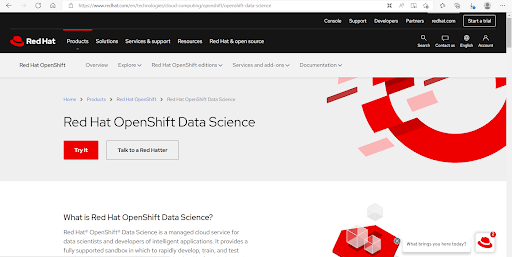 https://www.redhat.com/en/technologies/cloud-computing/openshift/openshift-data-science
Console Support Developers Partners redhat.com Start a trial
Red Hat Products Solutions Services & support Resources Red Hat & open source
Search Contact us English Account
Red Hat OpenShift Overview Explore Red Hat OpenShift editions Services and add-ons Documentation
Home > Products > Red Hat OpenShift > Red Hat OpenShift Data Science
Red Hat OpenShift Data Science
Try It Talk to a Red Hatter
What is Red Hat OpenShift Data Science?
Red Hat® OpenShift® Data Science is a managed cloud service for
data scientists and developers of intelligent applications. It provides a
fully supported sandbox in which to rapidly develop, train, and test
What brings you here today?
2